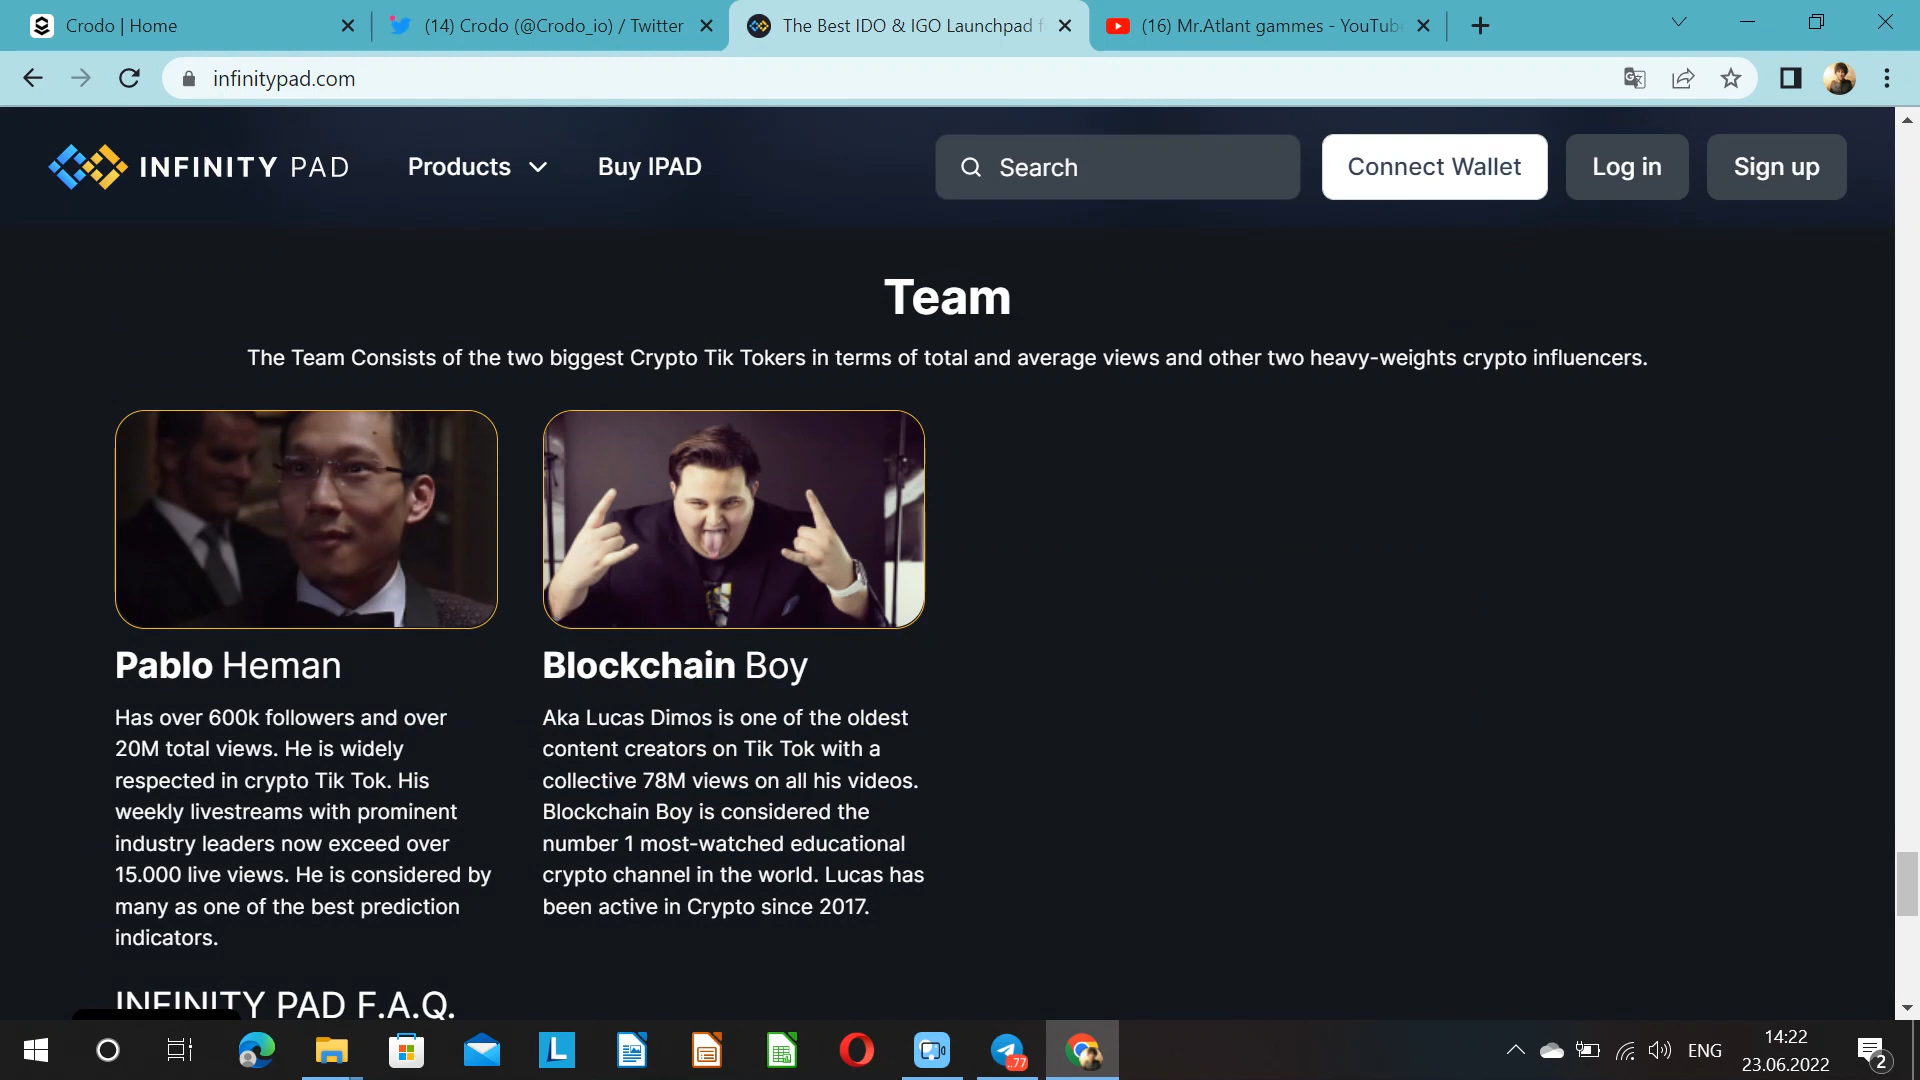 Crodo | Home
(14) Crodo (@Crodo_io) / Twitter
The Best IDO & IGO Launchpad f
(16) Mr.Atlant gammes - YouTube
infinitypad.com
INFINITY PAD
Products
Buy IPAD
Search
Connect Wallet
Log in
Sign up
Team
The Team Consists of the two biggest Crypto Tik Tokers in terms of total and average views and other two heavy-weights crypto influencers.
Pablo Heman
Has over 600k followers and over
20M total views. He is widely
respected in crypto Tik Tok. His
weekly livestreams with prominent
industry leaders now exceed over
15.000 live views. He is considered by
many as one of the best prediction
indicators.
Blockchain Boy
Aka Lucas Dimos is one of the oldest
content creators on Tik Tok with a
collective 78M views on all his videos.
Blockchain Boy is considered the
number 1 most-watched educational
crypto channel in the world. Lucas has
been active in Crypto since 2017.
INFINITY PAD F.A.Q.
L
..77
ENG
14:22
23.06.2022
2